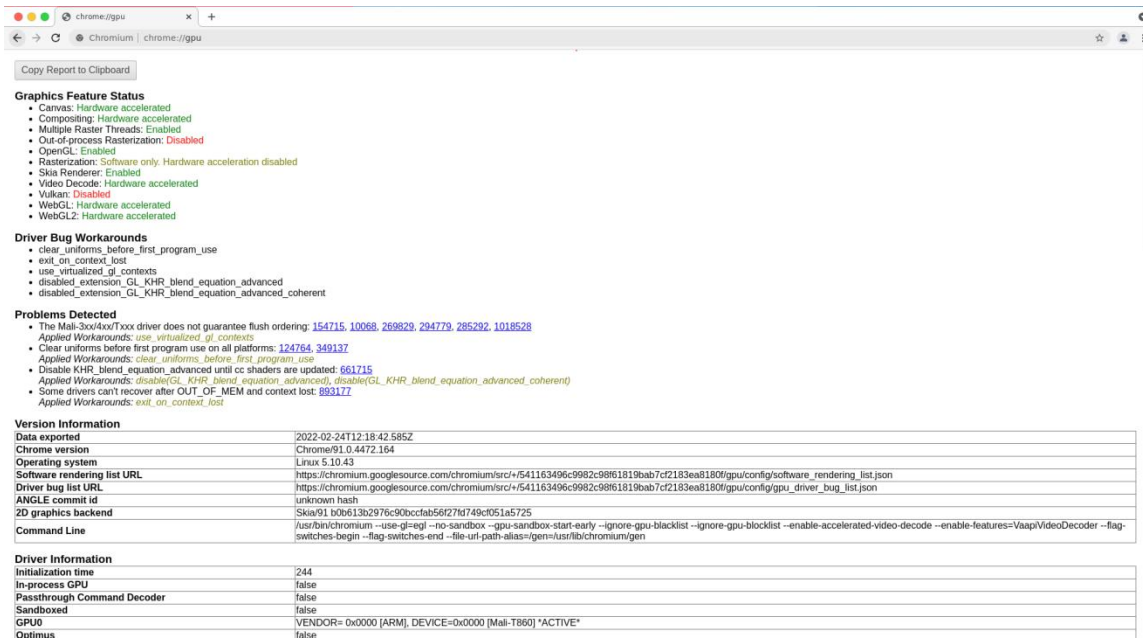 chrome://gpu
Chromium | chrome://gpu
Copy Report to Clipboard
Graphics Feature Status
• Canvas: Hardware accelerated
• Compositing: Hardware accelerated
• Multiple Raster Threads: Enabled
• Out-of-process Rasterization: Disabled
• OpenGL: Enabled
• Rasterization: Software only. Hardware acceleration disabled
• Skia Renderer: Enabled
• Video Decode: Hardware accelerated
• Vulkan: Disabled
• WebGL: Hardware accelerated
• WebGL2: Hardware accelerated
Driver Bug Workarounds
• clear_uniforms_before_first_program_use
• exit_on_context_lost
• use_virtualized_gl_contexts
• disabled_extension_GL_KHR_blend_equation_advanced
• disabled_extension_GL_KHR_blend_equation_advanced_coherent
Problems Detected
• The Mali-3xx/4xx/Txxx driver does not guarantee flush ordering: 154715, 10068, 269829, 294779, 285292, 1018528
Applied Workarounds: use_virtualized_gl_contexts
• Clear uniforms before first program use on all platforms: 124764, 349137
Applied Workarounds: clear_uniforms_before_first_program_use
• Disable KHR_blend_equation_advanced until cc shaders are updated: 661715
Applied Workarounds: disable(GL_KHR_blend_equation_advanced), disable(GL_KHR_blend_equation_advanced_coherent)
• Some drivers can't recover after OUT_OF_MEM and context lost: 893177
Applied Workarounds: exit_on_context_lost
Version Information
Data exported 2022-02-24T12:18:42.585Z
Chrome version Chrome/91.0.4472.164
Operating system Linux 5.10.43
Software rendering list URL https://chromium.googlesource.com/chromium/src/+/541163496c9982c98f61819bab7cf2183ea8180f/gpu/config/software_rendering_list.json
Driver bug list URL https://chromium.googlesource.com/chromium/src/+/541163496c9982c98f61819bab7cf2183ea8180f/gpu/config/gpu_driver_bug_list.json
ANGLE commit id unknown hash
2D graphics backend Skia/91 b0b613b2976c90bccfab56f27fd749cf051a5725
Command Line /usr/bin/chromium --use-gl=egl --no-sandbox --gpu-sandbox-start-early --ignore-gpu-blacklist --ignore-gpu-blocklist --enable-accelerated-video-decode --enable-features=VaapiVideoDecoder --flag-
switches-begin --flag-switches-end --file-url-path-alias=/gen=/usr/lib/chromium/gen
Driver Information
Initialization time 244
In-process GPU false
Passthrough Command Decoder false
Sandboxed false
GPU0 VENDOR= 0x0000 [ARM], DEVICE=0x0000 [Mali-T860] *ACTIVE*
Optimus false